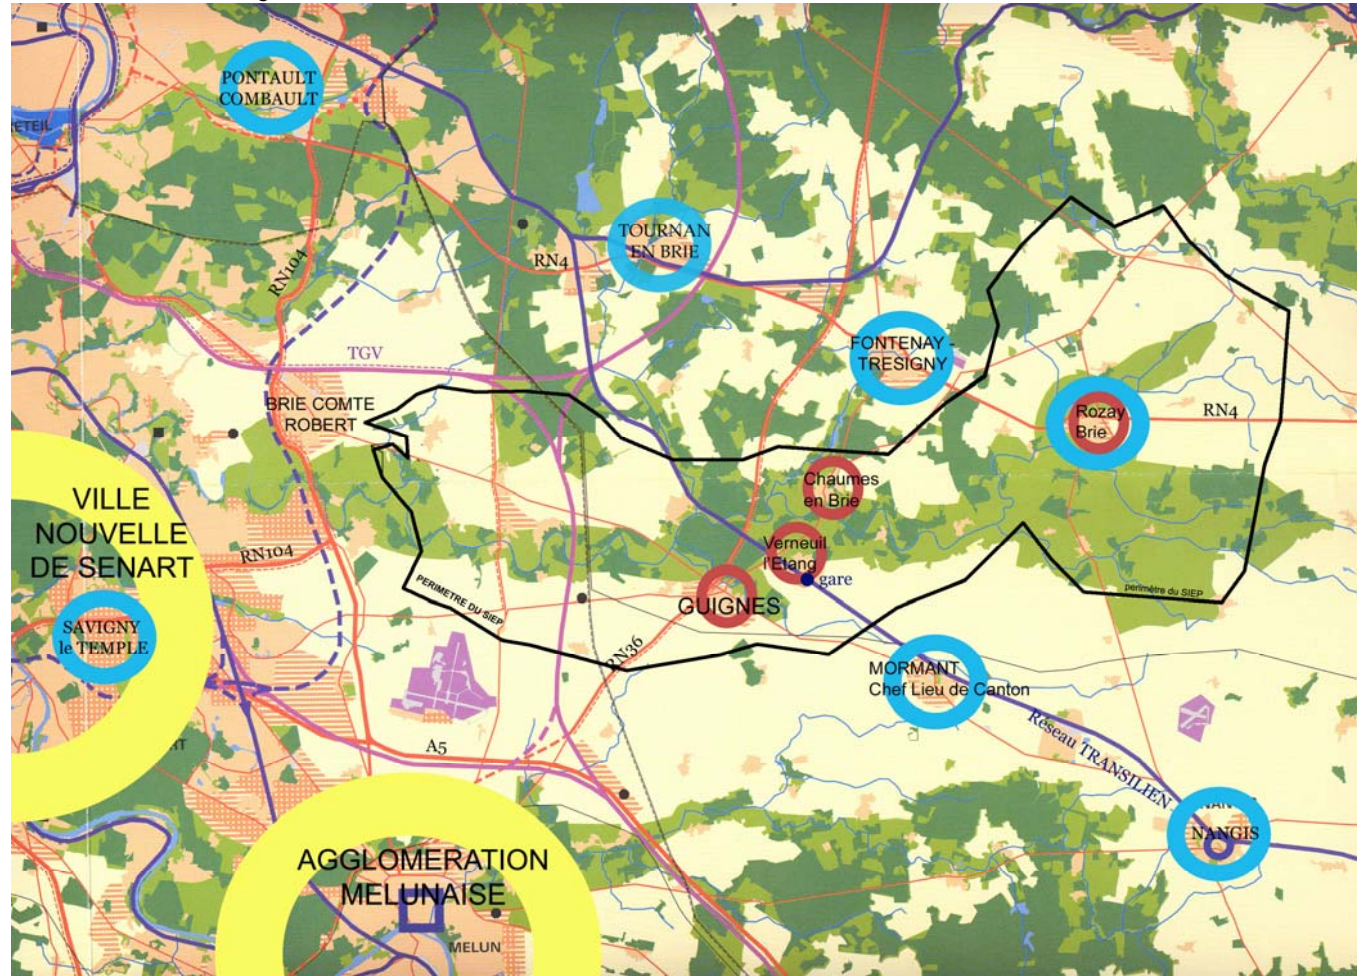 PONTAULT
COMBAULT
RETEIL
RN104
TOURNAN
EN BRIE
RN4
TGV
FONTENAY -
TRESIGNY
BRIE COMTE
ROBERT
Rozay
Brie
RN4
Chaumes
en Brie
VILLE
NOUVELLE
DE SENART
RN104
Verneuil
l'Etang
gare
PERIMETRE DU SIEP
GUIGNES
perimètre du SIEP
SAVIGNY
le TEMPLE
RN36
MORMANT
Chef Lieu de Canton
A5
Réseau TRANSILIEN
NANGIS
AGGLOMERATION
MELUNAISE
MELUN